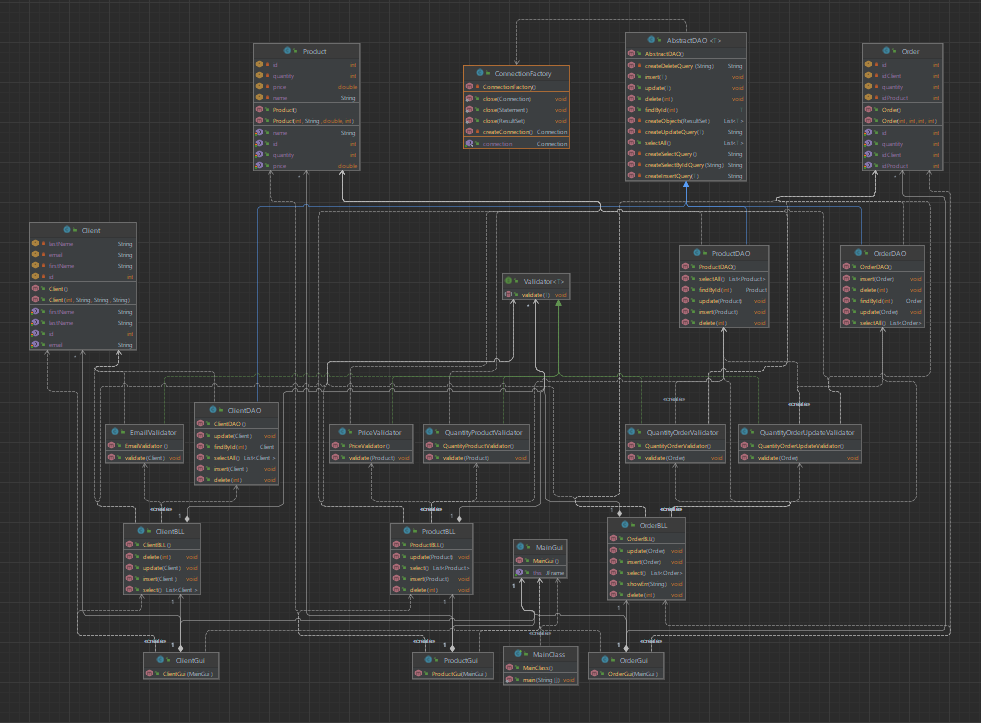 Product
id int
quantity int
price double
name String
Product()
Product(int, String, double, int)
name String
id int
quantity int
price double
ConnectionFactory
ConnectionFactory()
close(Connection) void
close(Statement) void
close(ResultSet) void
createConnection() Connection
connection Connection
AbstractDAO <T>
AbstractDAO()
createDeleteQuery (String) String
insert(T) void
update(T) void
delete(int) void
findById(int) T
createObjects(ResultSet) List<T>
createUpdateQuery(T) String
selectAll() List<T>
createSelectQuery () String
createSelectByIdQuery (String) String
createInsertQuery(T) String
Order
id int
idClient int
quantity int
idProduct int
Order()
Order(int, int, int, int)
id int
quantity int
idClient int
idProduct int
Client
lastName String
email String
firstName String
id int
Client()
Client(int, String, String, String)
firstName String
lastName String
id int
email String
Validator<T>
validate(T) void
ProductDAO
ProductDAO()
selectAll() List<Product>
findById(int) Product
update(Product) void
insert(Product) void
delete(int) void
OrderDAO
OrderDAO()
insert(Order) void
delete(int) void
findById(int) Order
update(Order) void
selectAll() List<Order>
«create»
«create»
ClientDAO
ClientDAO()
update(Client) void
findById(int) Client
selectAll() List<Client>
insert(Client) void
delete(int) void
EmailValidator
EmailValidator()
validate(Client) void
PriceValidator
PriceValidator()
validate(Product) void
QuantityProductValidator
QuantityProductValidator()
validate(Product) void
QuantityOrderValidator
QuantityOrderValidator()
validate(Order) void
QuantityOrderUpdateValidator
QuantityOrderUpdateValidator()
validate(Order) void
«create»
1
«create»
1
1
«create»
ClientBLL
ClientBLL()
delete(int) void
update(Client) void
insert(Client) void
select() List<Client>
ProductBLL
ProductBLL()
update(Product) void
select() List<Product>
insert(Product) void
delete(int) void
MainGui
MainGui()
this JFrame
OrderBLL
OrderBLL()
update(Order) void
insert(Order) void
select() List<Order>
delete(int) void
1
1
1
1
«create»
«create»
1
«create»
1
«create»
1
ClientGui
ClientGui(MainGui)
ProductGui
ProductGui(MainGui)
MainClass
MainClass()
main(String[]) void
OrderGui
OrderGui(MainGui)